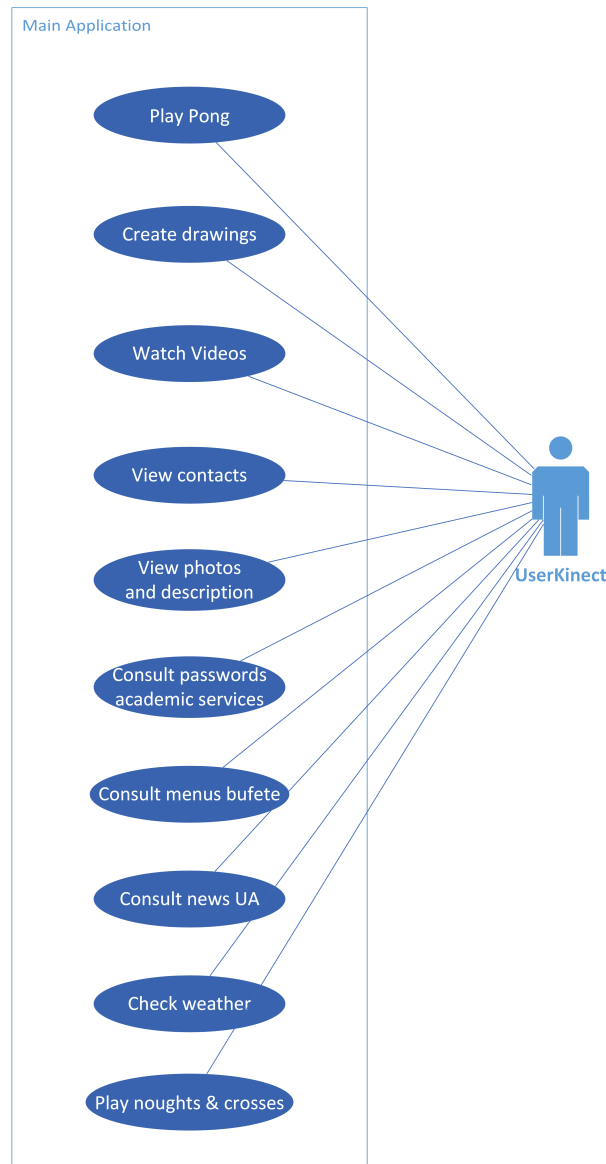 Main Application
Play Pong
Create drawings
Watch Videos
View contacts
View photos
and description
UserKinect
Consult passwords
academic services
Consult menus bufete
Consult news UA
Check weather
Play noughts & crosses